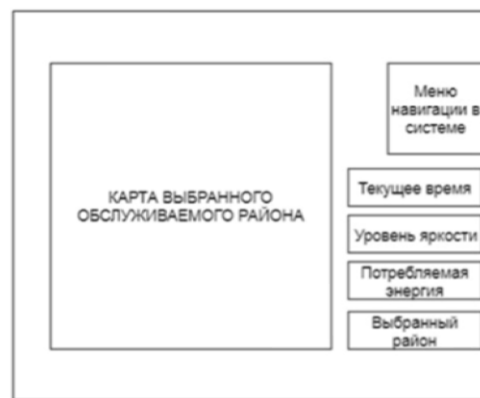 КАРТА ВЫБРАННОГО
ОБСЛУЖИВАЕМОГО РАЙОНА
Меню
навигации в
системе
Текущее время
Уровень яркости
Потребляемая
энергия
Выбранный
район